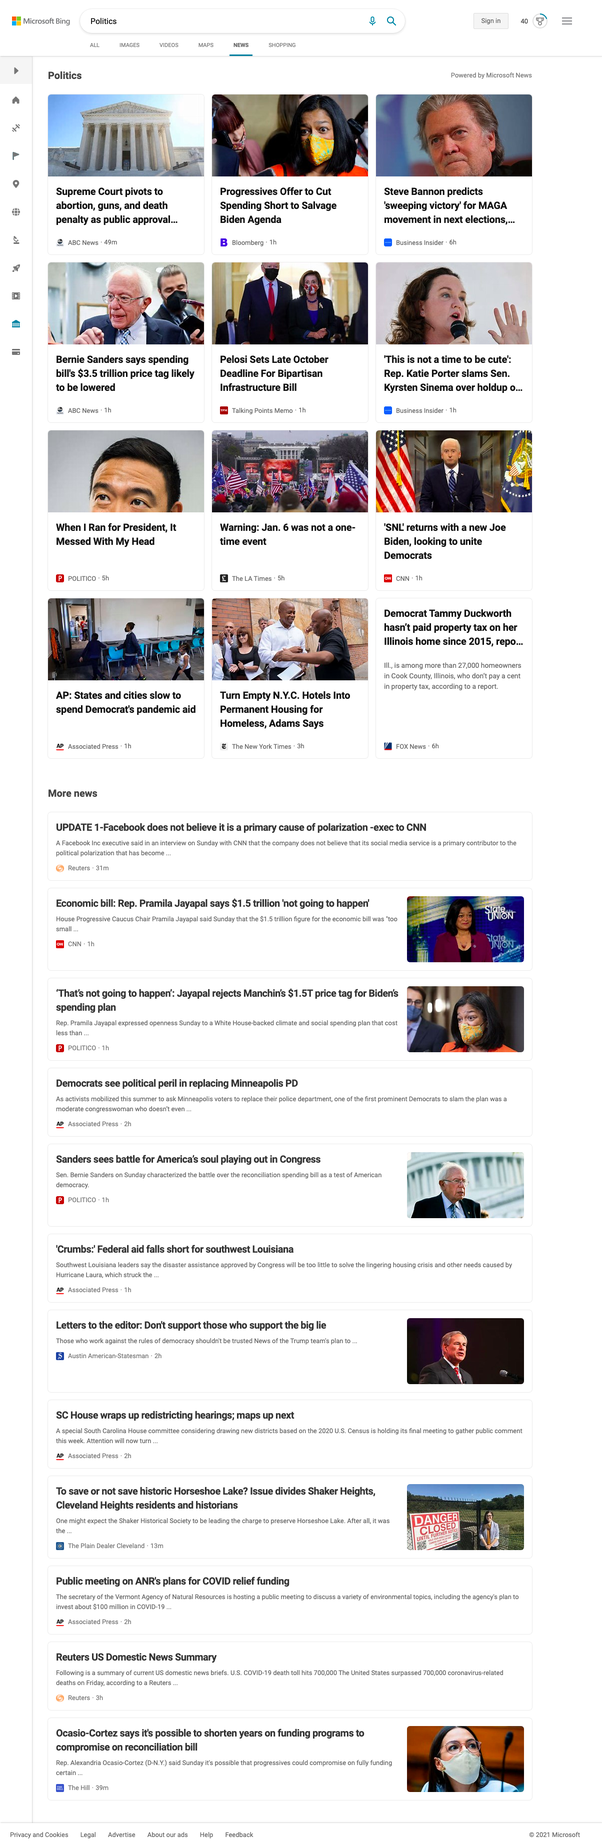 Microsoft Bing
Politics
Sign in
40
ALL
IMAGES
VIDEOS
MAPS
NEWS
SHOPPING
Politics
Powered by Microsoft News
Supreme Court pivots to
abortion, guns, and death
penalty as public approval...
ABC News · 49m
Progressives Offer to Cut
Spending Short to Salvage
Biden Agenda
Bloomberg · 1h
Steve Bannon predicts
'sweeping victory' for MAGA
movement in next elections,...
Business Insider · 6h
Bernie Sanders says spending
bill's $3.5 trillion price tag likely
to be lowered
ABC News · 1h
Pelosi Sets Late October
Deadline For Bipartisan
Infrastructure Bill
Talking Points Memo · 1h
'This is not a time to be cute':
Rep. Katie Porter slams Sen.
Kyrsten Sinema over holdup o...
Business Insider · 1h
When I Ran for President, It
Messed With My Head
POLITICO · 5h
Warning: Jan. 6 was not a one-
time event
The LA Times · 5h
'SNL' returns with a new Joe
Biden, looking to unite
Democrats
CNN · 1h
AP: States and cities slow to
spend Democrat's pandemic aid
Associated Press · 1h
Turn Empty N.Y.C. Hotels Into
Permanent Housing for
Homeless, Adams Says
The New York Times · 3h
Democrat Tammy Duckworth
hasn't paid property tax on her
Illinois home since 2015, repo...
Ill., is among more than 27,000 homeowners
in Cook County, Illinois, who don't pay a cent
in property tax, according to a report.
FOX News · 6h
More news
UPDATE 1-Facebook does not believe it is a primary cause of polarization -exec to CNN
A Facebook Inc executive said in an interview on Sunday with CNN that the company does not believe that its social media service is a primary contributor to the
political polarization that has become ...
Reuters · 31m
Economic bill: Rep. Pramila Jayapal says $1.5 trillion 'not going to happen'
House Progressive Caucus Chair Pramila Jayapal said Sunday that the $1.5 trillion figure for the economic bill was "too
small ...
CNN · 1h
State
UNION
'That's not going to happen': Jayapal rejects Manchin's $1.5T price tag for Biden's
spending plan
Rep. Pramila Jayapal expressed openness Sunday to a White House-backed climate and social spending plan that cost
less than ...
POLITICO · 1h
Democrats see political peril in replacing Minneapolis PD
As activists mobilized this summer to ask Minneapolis voters to replace their police department, one of the first prominent Democrats to slam the plan was a
moderate congresswoman who doesn't even ...
Associated Press · 2h
Sanders sees battle for America's soul playing out in Congress
Sen. Bernie Sanders on Sunday characterized the battle over the reconciliation spending bill as a test of American
democracy.
POLITICO · 1h
'Crumbs:' Federal aid falls short for southwest Louisiana
Southwest Louisiana leaders say the disaster assistance approved by Congress will be too little to solve the lingering housing crisis and other needs caused by
Hurricane Laura, which struck the ...
Associated Press · 1h
Letters to the editor: Don't support those who support the big lie
Those who work against the rules of democracy shouldn't be trusted News of the Trump team's plan to ...
Austin American-Statesman · 2h
SC House wraps up redistricting hearings; maps up next
A special South Carolina House committee considering drawing new districts based on the 2020 U.S. Census is holding its final meeting to gather public comment
this week. Attention will now turn ...
Associated Press · 2h
To save or not save historic Horseshoe Lake? Issue divides Shaker Heights,
Cleveland Heights residents and historians
One might expect the Shaker Historical Society to be leading the charge to preserve Horseshoe Lake. After all, it was
the ...
The Plain Dealer Cleveland · 13m
DANGER
CLOSED
Public meeting on ANR's plans for COVID relief funding
The secretary of the Vermont Agency of Natural Resources is hosting a public meeting to discuss a variety of environmental topics, including the agency's plan to
invest about $100 million in COVID-19 ...
Associated Press · 2h
Reuters US Domestic News Summary
Following is a summary of current US domestic news briefs. U.S. COVID-19 death toll hits 700,000 The United States surpassed 700,000 coronavirus-related
deaths on Friday, according to a Reuters ...
Reuters · 3h
Ocasio-Cortez says it's possible to shorten years on funding programs to
compromise on reconciliation bill
Rep. Alexandria Ocasio-Cortez (D-N.Y.) said Sunday it's possible that progressives could compromise on fully funding
certain ...
The Hill · 39m
Privacy and Cookies
Legal
Advertise
About our ads
Help
Feedback
© 2021 Microsoft